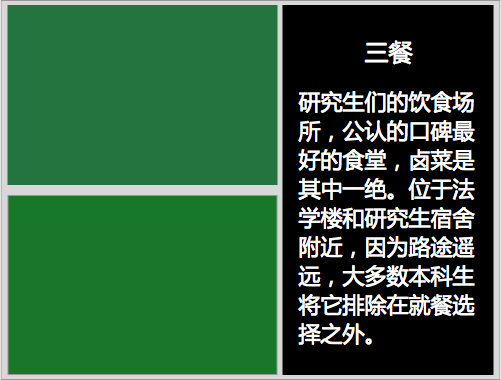 三餐
研究生们的饮食场
所，公认的口碑最
好的食堂，卤菜是
其中一绝。位于法
学楼和研究生宿舍
附近，因为路途遥
远，大多数本科生
将它排除在就餐选
择之外。